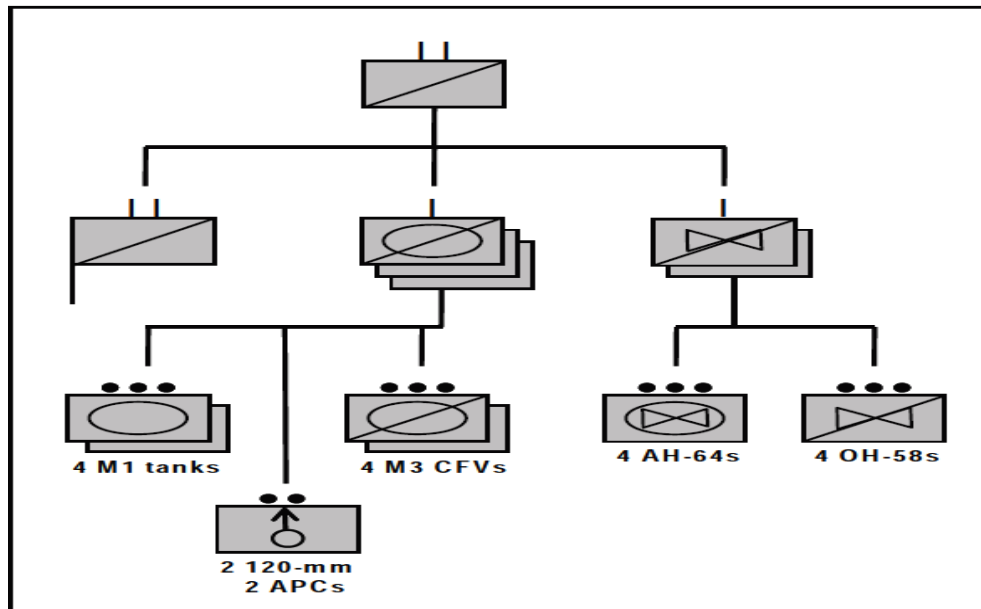 4 M1 tanks
4 M3 CFVs
4 AH-64s
4 OH-58s
2 120-mm
2 APCs